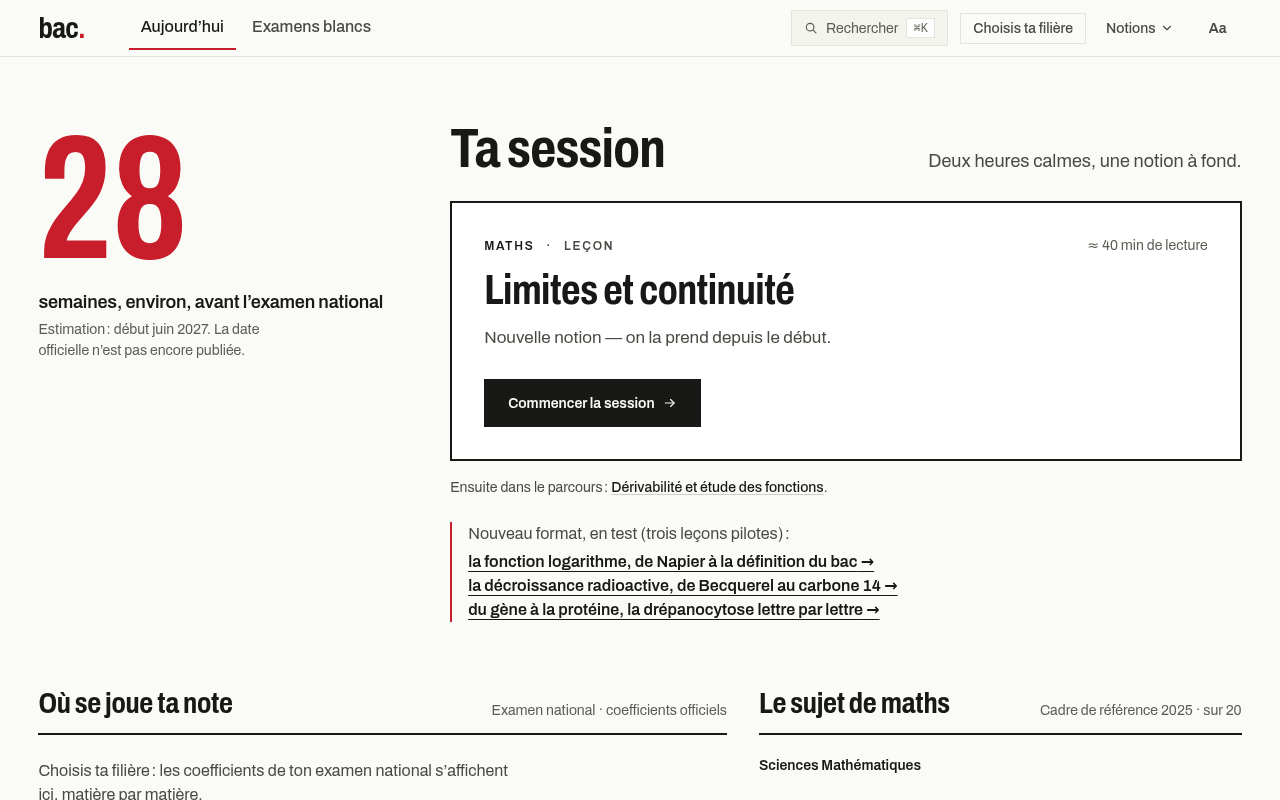 bac.
Aujourd’hui
Examens blancs
Rechercher ⌘K
Choisis ta filière
Notions
Aa
28
semaines, environ, avant l’examen national
Estimation : début juin 2027. La date
officielle n’est pas encore publiée.
Ta session
Deux heures calmes, une notion à fond.
MATHS · LEÇON
≈ 40 min de lecture
Limites et continuité
Nouvelle notion — on la prend depuis le début.
Commencer la session →
Ensuite dans le parcours : Dérivabilité et étude des fonctions.
Nouveau format, en test (trois leçons pilotes) :
la fonction logarithme, de Napier à la définition du bac →
la décroissance radioactive, de Becquerel au carbone 14 →
du gène à la protéine, la drépanocytose lettre par lettre →
Où se joue ta note
Examen national · coefficients officiels
Choisis ta filière : les coefficients de ton examen national s’affichent
ici, matière par matière.
Le sujet de maths
Cadre de référence 2025 · sur 20
Sciences Mathématiques